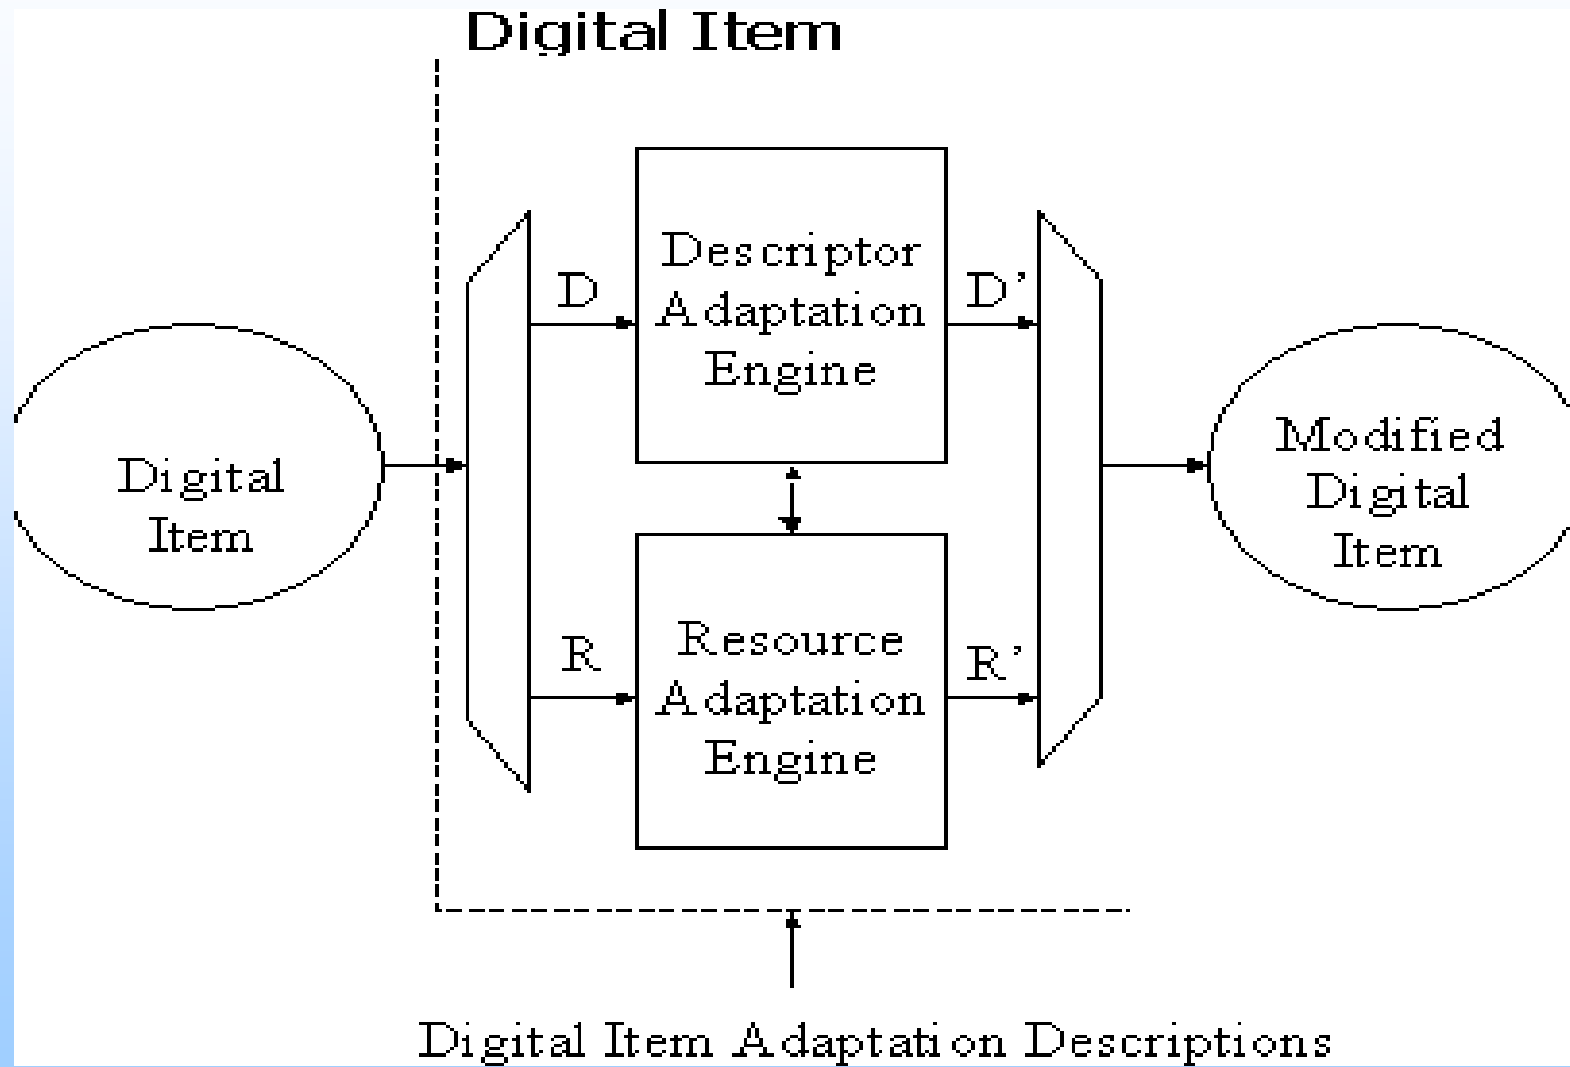 Digital Item
Descriptor
Adaptation
Engine
D
D’
Digital
Item
Modified
Digital
Item
R
R’
Resource
Adaptation
Engine
Digital Item Adaptation Descriptions